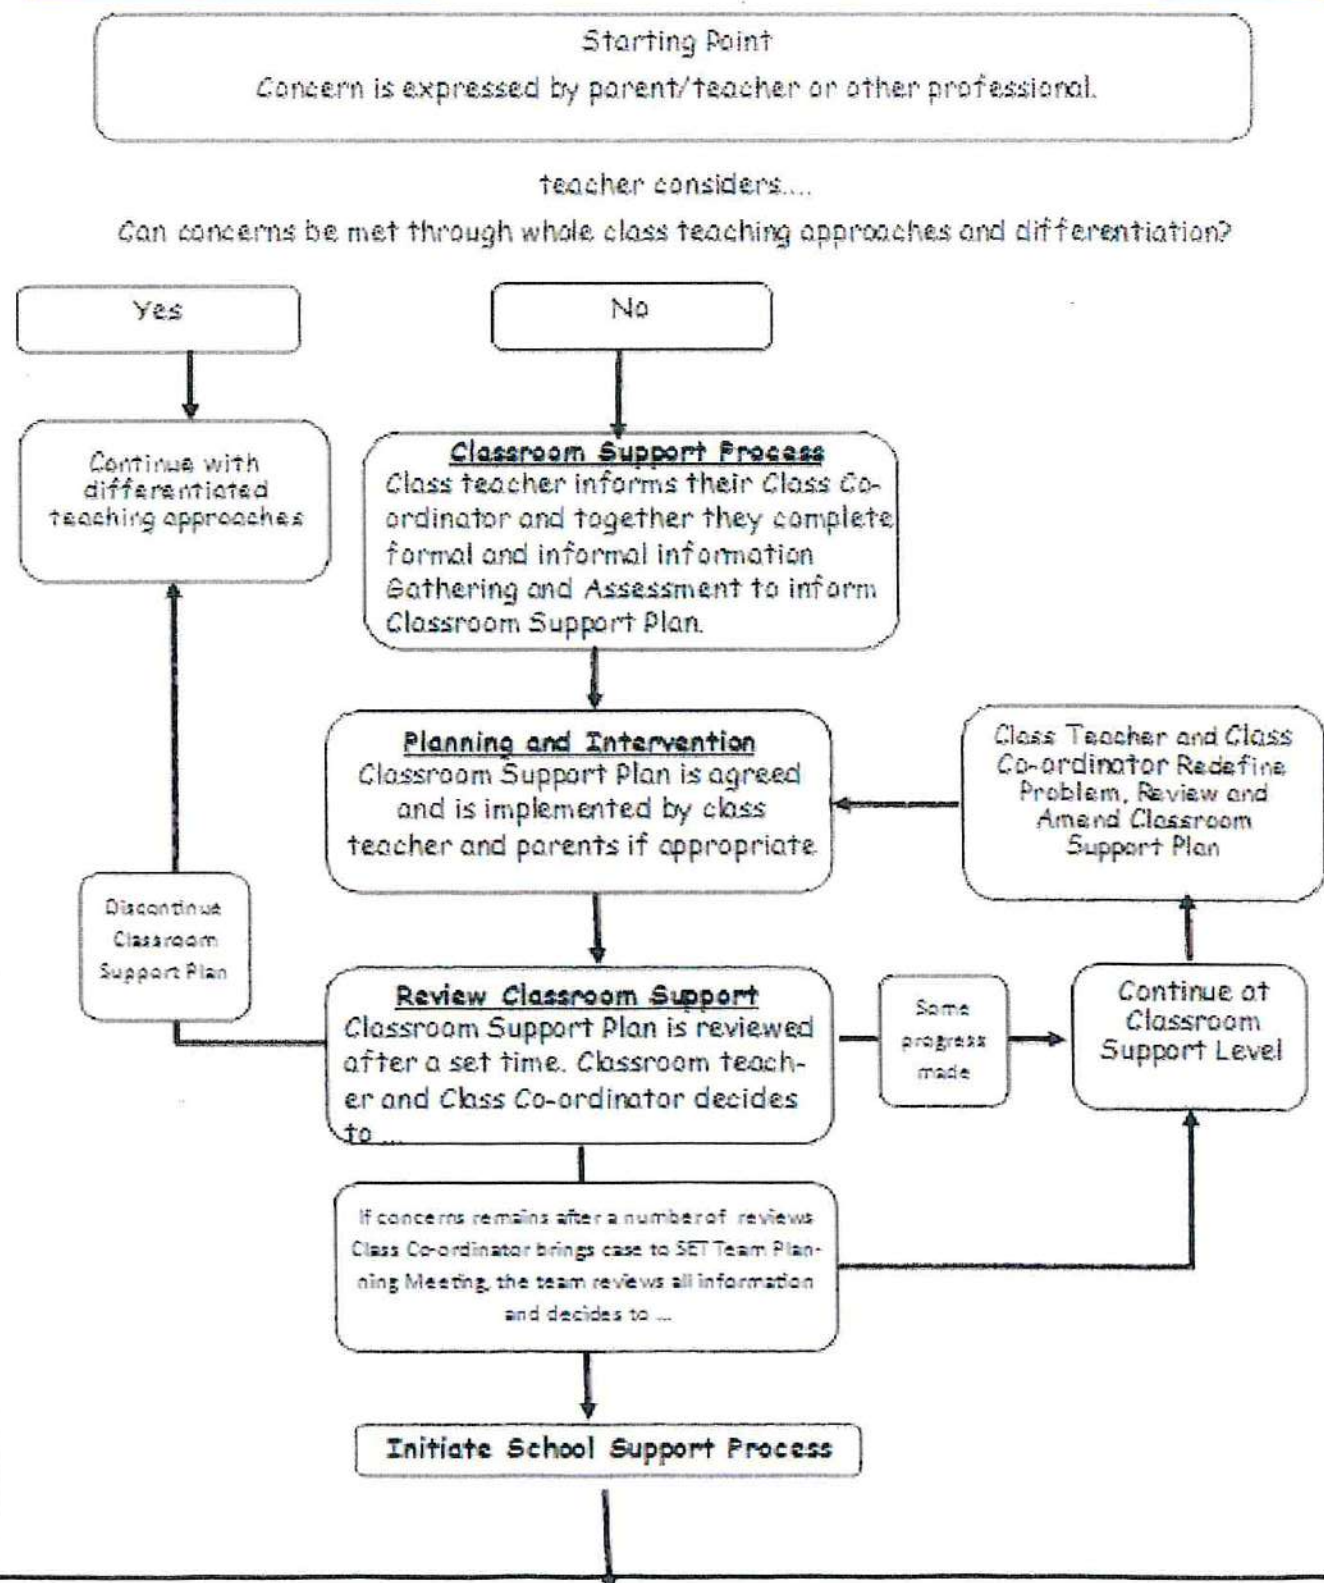 Starting Point
Concern is expressed by parent/teacher or other professional.
teacher considers....
Can concerns be met through whole class teaching approaches and differentiation?
Yes
No
Continue with
differentiated
teaching approaches
Classroom Support Process
Class teacher informs their Class Co-
ordinator and together they complete
formal and informal information
Gathering and Assessment to inform
Classroom Support Plan.
Planning and Intervention
Classroom Support Plan is agreed
and is implemented by class
teacher and parents if appropriate
Class Teacher and Class
Co-ordinator Redefine
Problem, Review and
Amend Classroom
Support Plan
Discontinue
Classroom
Support Plan
Review Classroom Support
Classroom Support Plan is reviewed
after a set time. Classroom teach-
er and Class Co-ordinator decides
to ...
Some
progress
made
Continue at
Classroom
Support Level
If concerns remains after a number of reviews
Class Co-ordinator brings case to SET Team Plan-
ning Meeting, the team reviews all information
and decides to ...
Initiate School Support Process